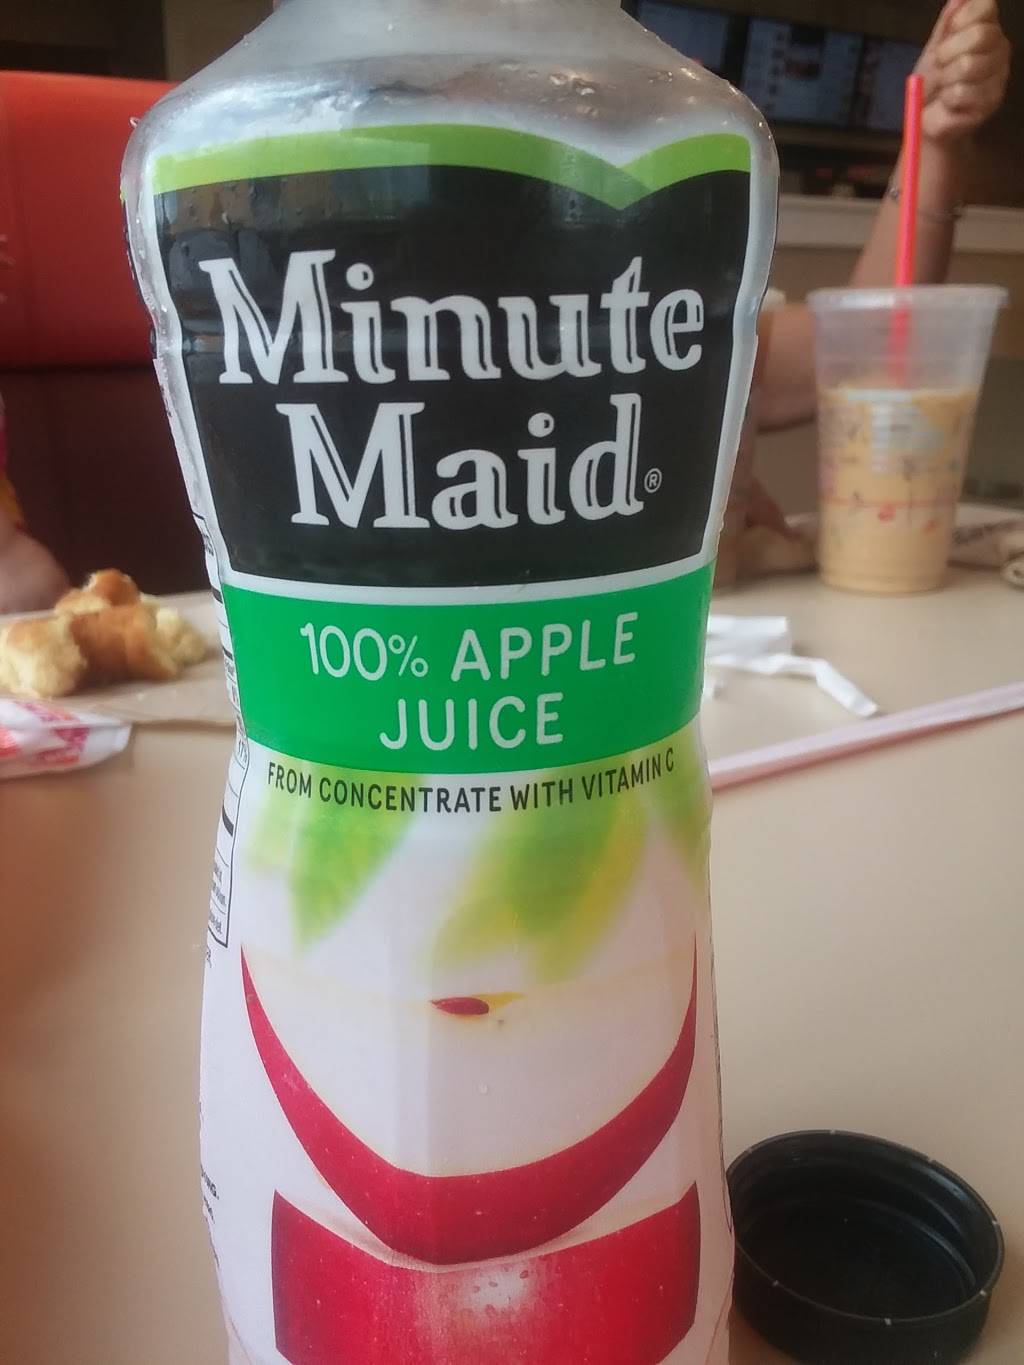 Minute
Maid®
100% APPLE
JUICE
FROM CONCENTRATE WITH VITAMIN C